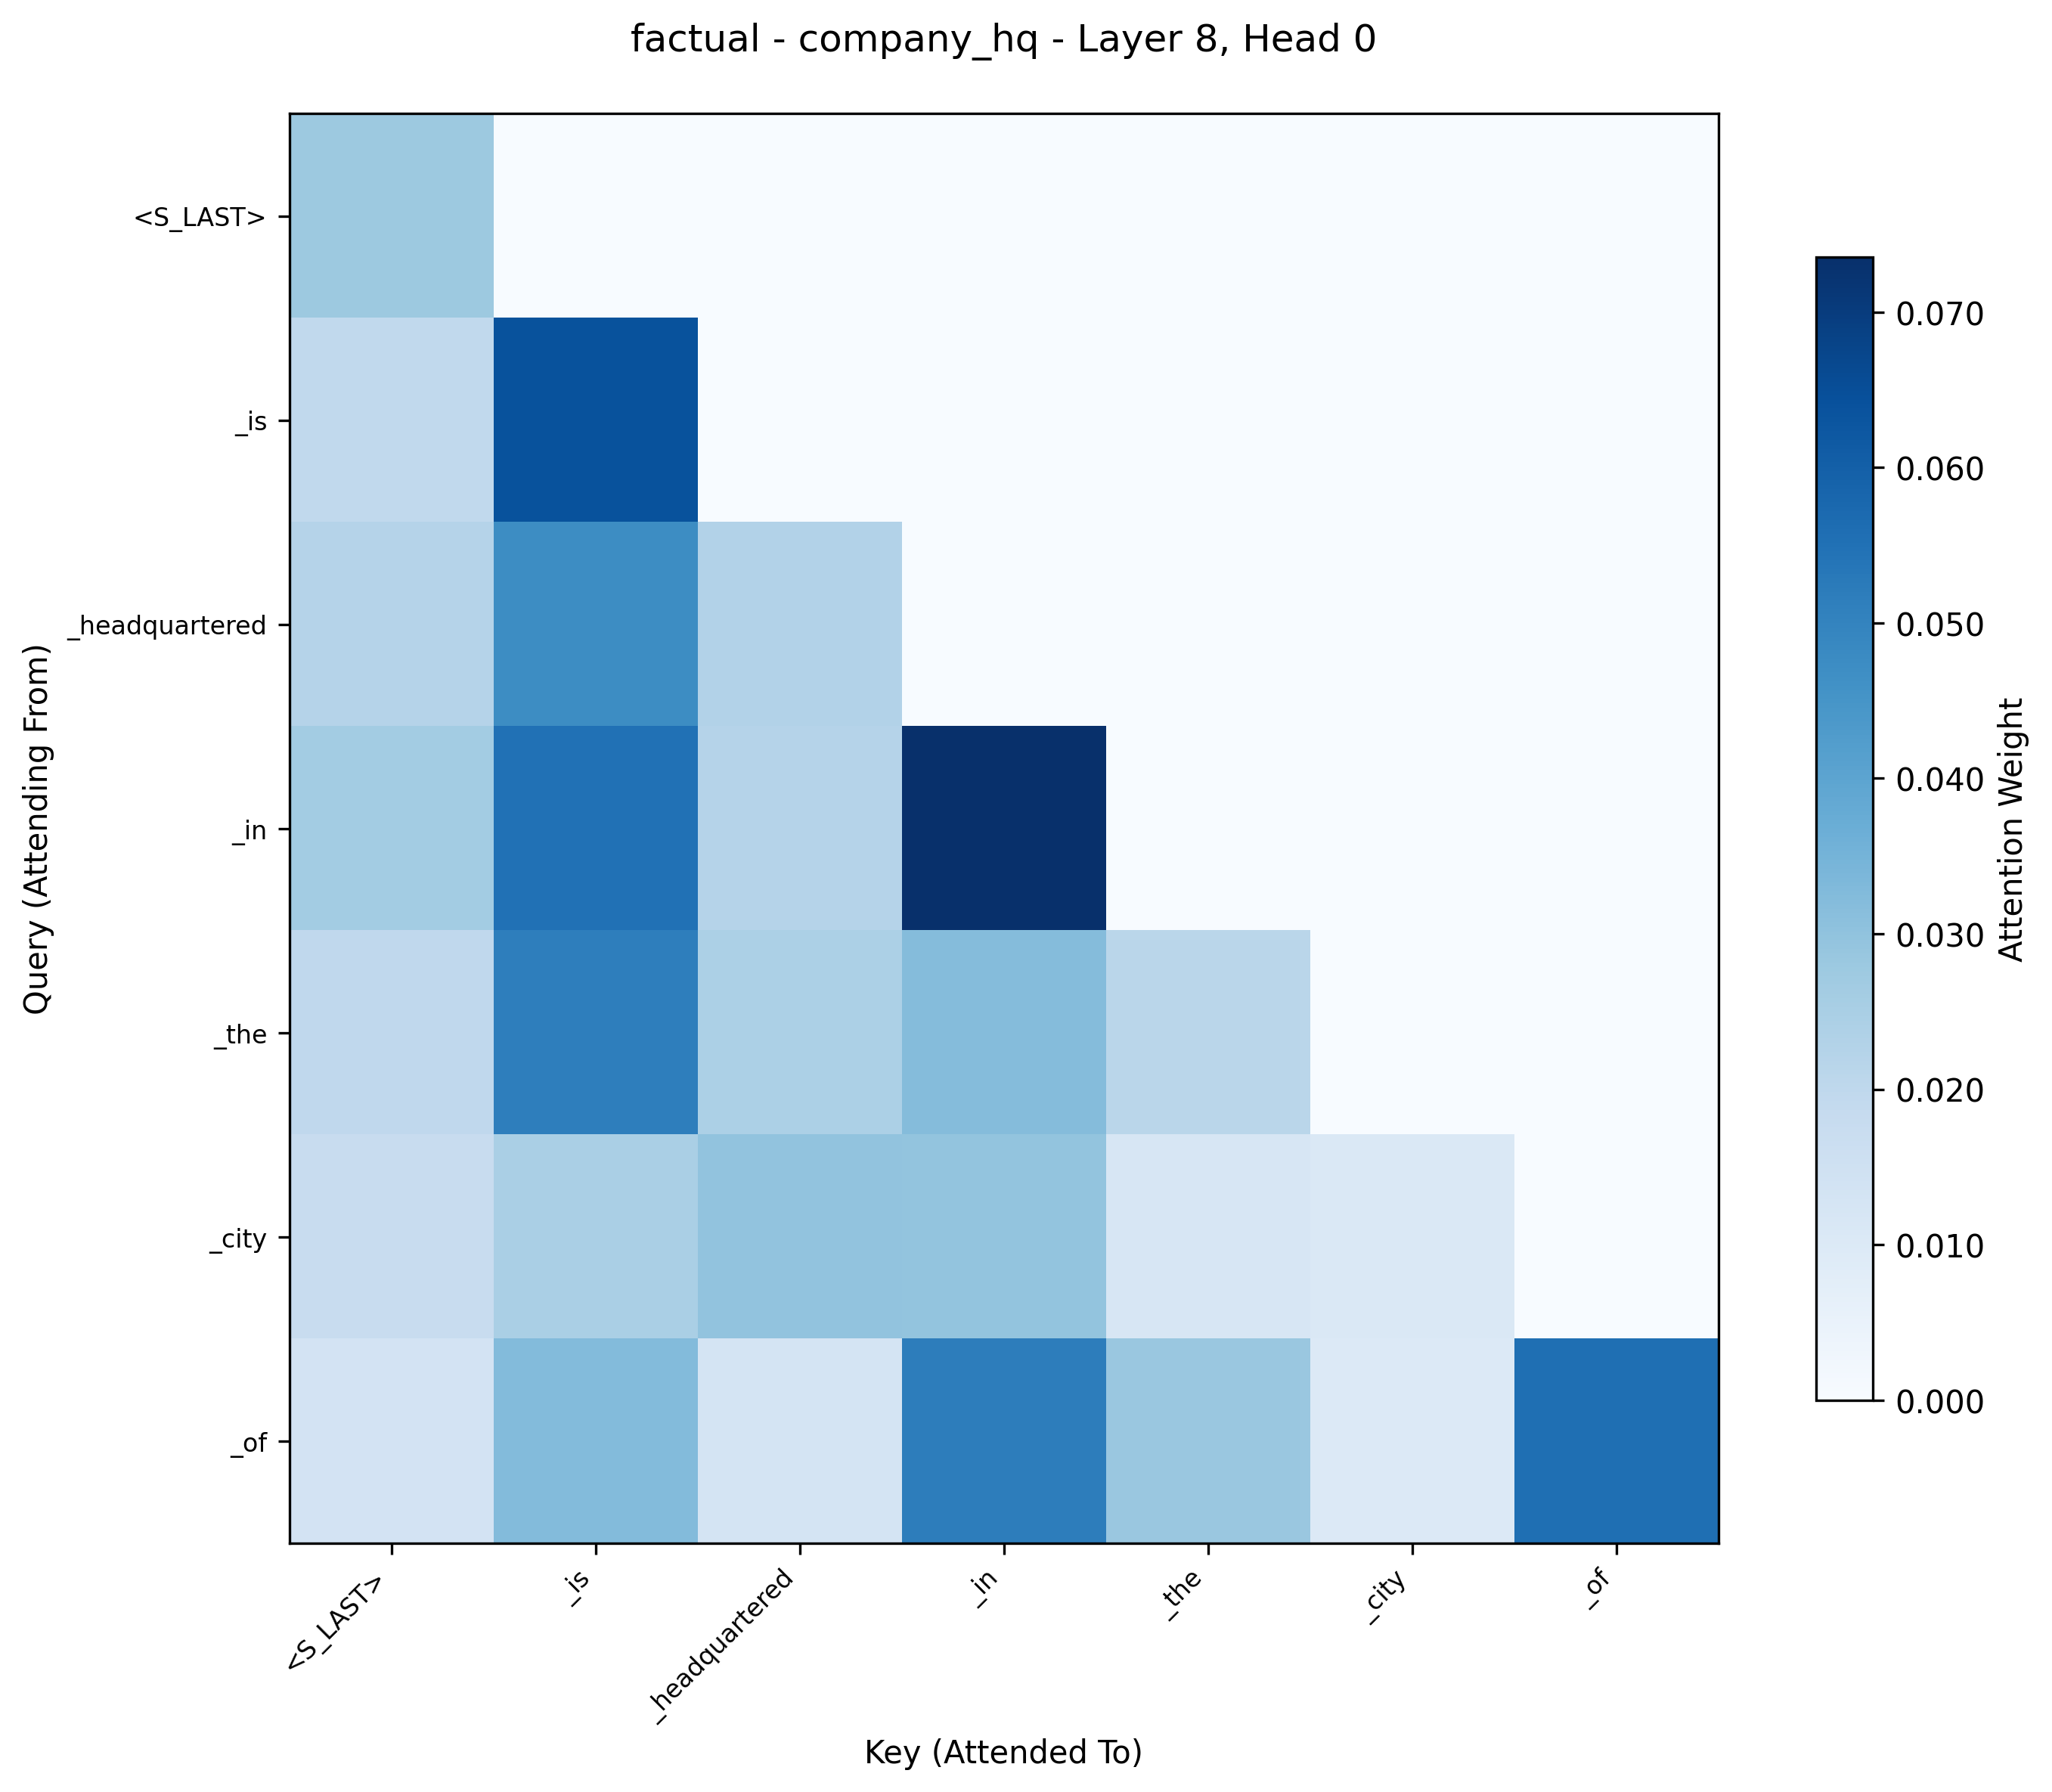 factual - company_hq - Layer 8, Head 0
Query (Attending From)
<S_LAST>
_is
_headquartered
_in
_the
_city
_of
<S_LAST>
_is
_headquartered
_in
_the
_city
_of
Key (Attended To)
0.070
0.060
0.050
0.040
0.030
0.020
0.010
0.000
Attention Weight